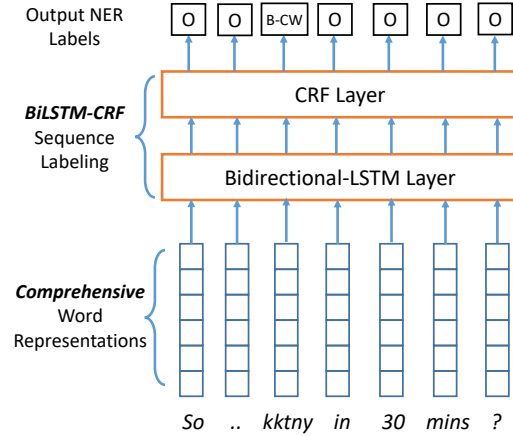 Output NER
Labels
O O B-CW O O O O
CRF Layer
BiLSTM-CRF
Sequence
Labeling
Bidirectional-LSTM Layer
Comprehensive
Word
Representations
So .. kktny in 30 mins ?